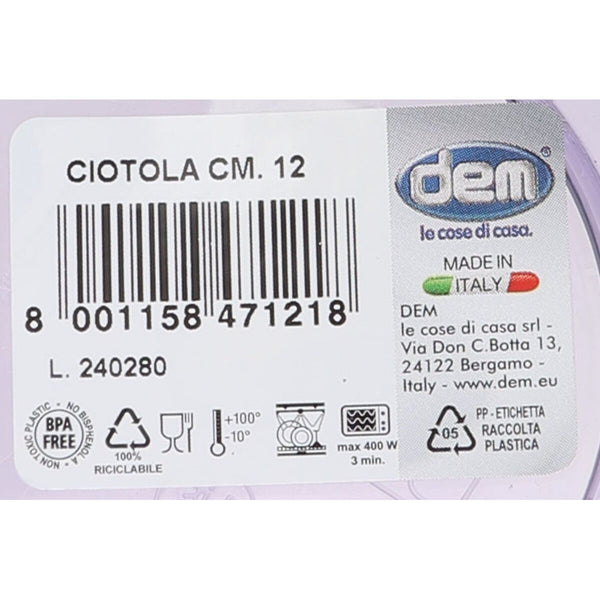 CIOTOLA CM. 12
8 001158 471218
L. 240280
BPA
FREE
NO BISPHENOLA • NON TOXIC PLASTIC •
100%
RICICLABILE
+100°
-10°
max 400 W
3 min.
dem®
le cose di casa.
MADE IN
ITALY
DEM
le cose di casa srl -
Via Don C.Botta 13,
24122 Bergamo -
Italy - www.dem.eu
05
PP - ETICHETTA
RACCOLTA
PLASTICA